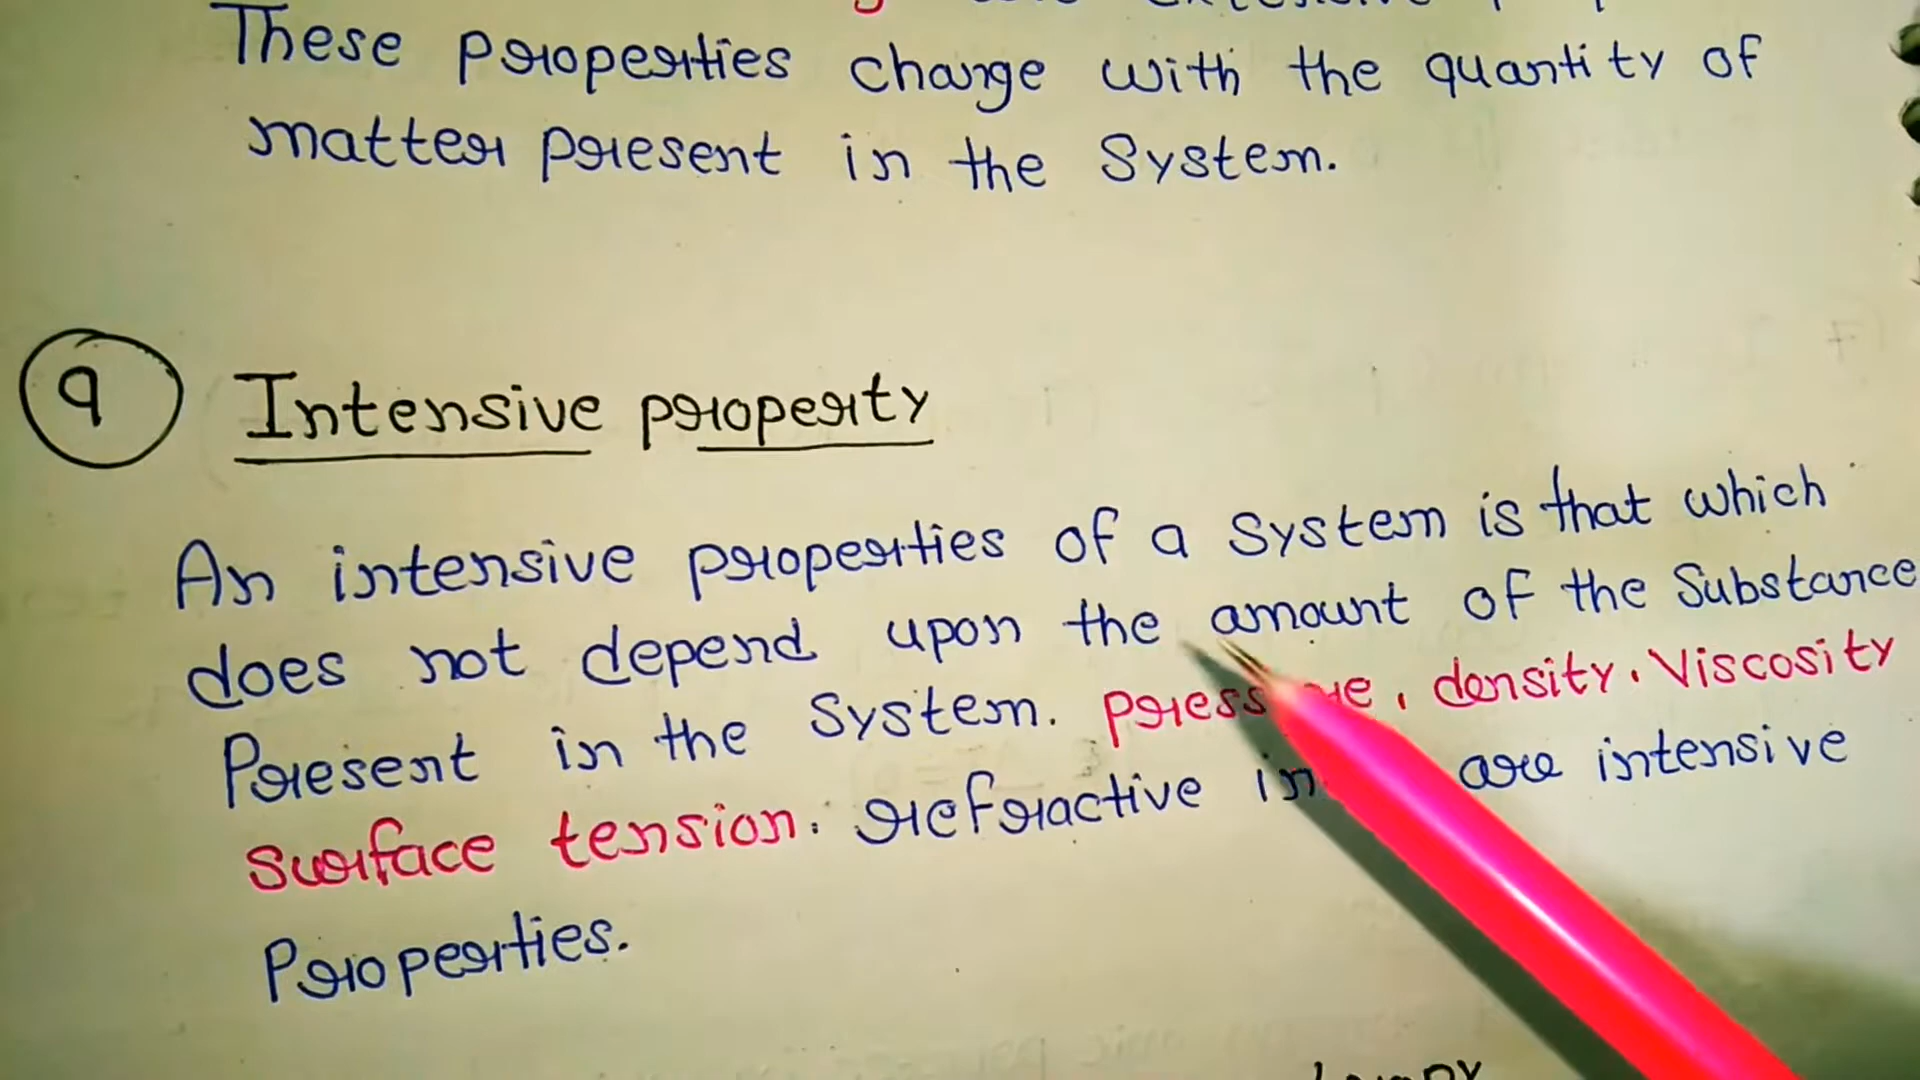 These properties change with the quantity of
matter present in the System.
9 Intensive property
An intensive properties of a System is that which
does not depend upon the amount of the Substance
Present in the System. pressure, density. Viscosity
surface tension. refractive in are intensive
Properties.